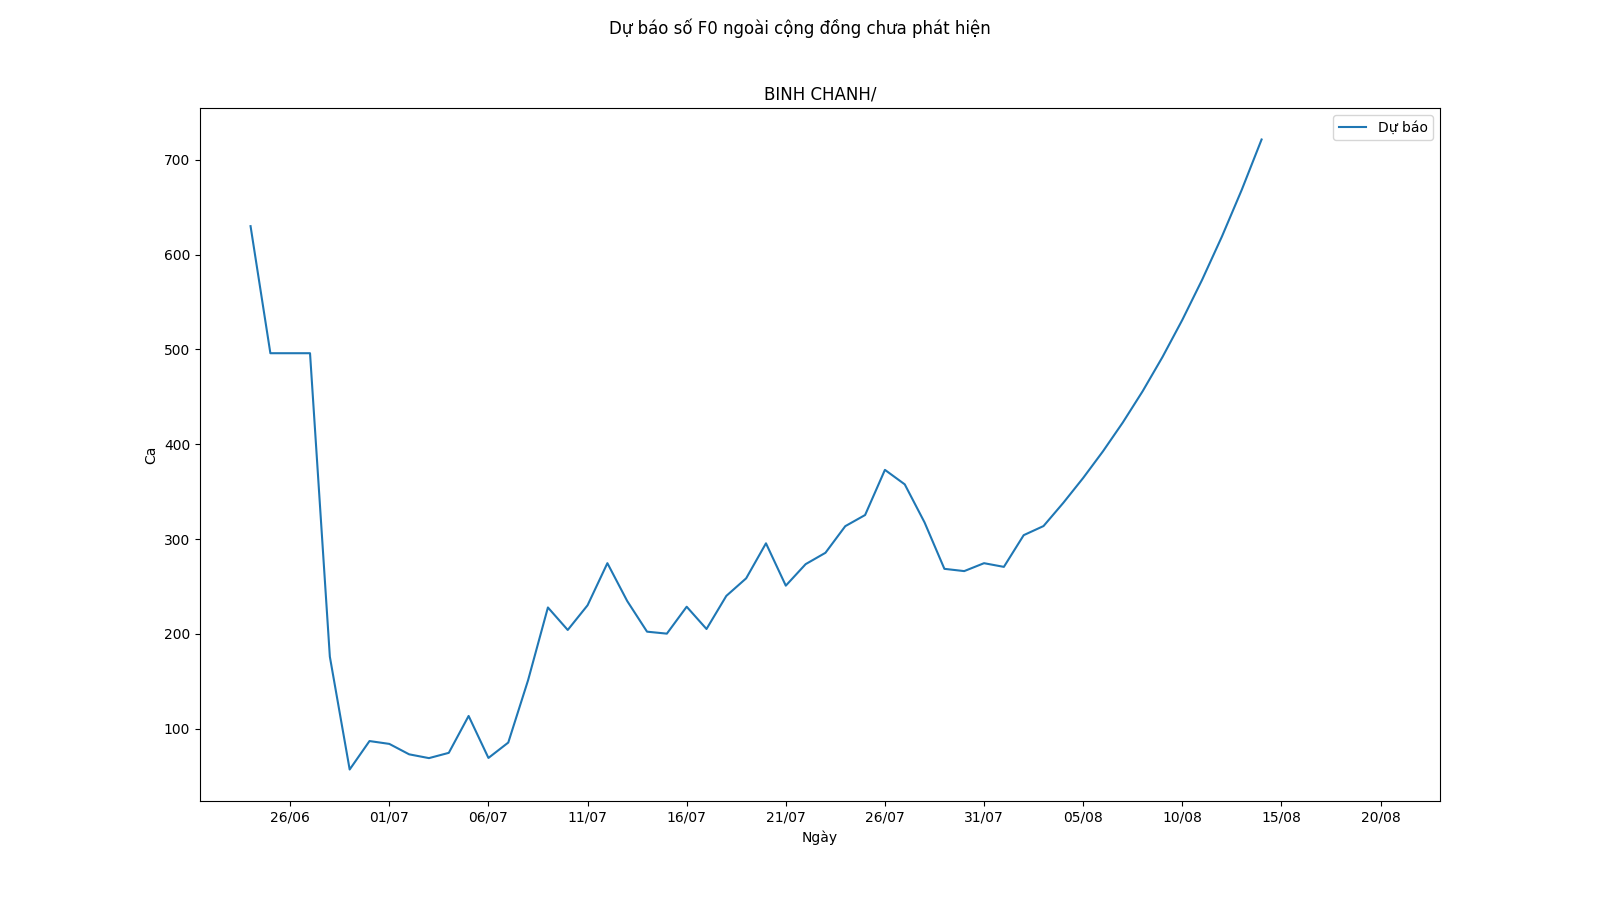 Dự báo số F0 ngoài cộng đồng chưa phát hiện
BINH CHANH/
Dự báo
700
600
500
400
300
200
100
Ca
26/06 01/07 06/07 11/07 16/07 21/07 26/07 31/07 05/08 10/08 15/08 20/08
Ngày